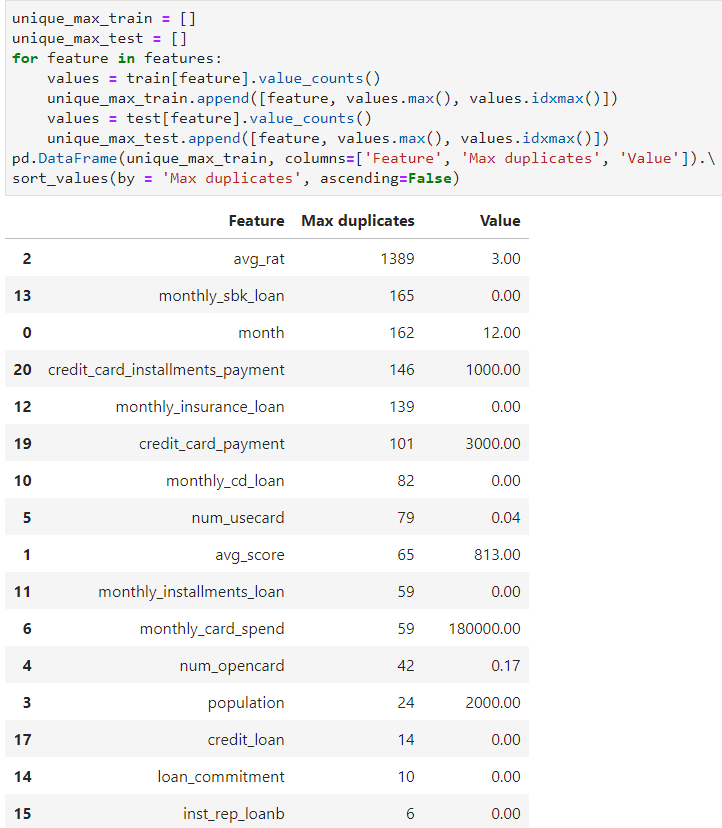 unique_max_train = []
unique_max_test = []
for feature in features:
    values = train[feature].value_counts()
    unique_max_train.append([feature, values.max(), values.idxmax()])
    values = test[feature].value_counts()
    unique_max_test.append([feature, values.max(), values.idxmax()])
pd.DataFrame(unique_max_train, columns=['Feature', 'Max duplicates', 'Value']).\
sort_values(by = 'Max duplicates', ascending=False)
Feature Max duplicates Value
2 avg_rat 1389 3.00
13 monthly_sbk_loan 165 0.00
0 month 162 12.00
20 credit_card_installments_payment 146 1000.00
12 monthly_insurance_loan 139 0.00
19 credit_card_payment 101 3000.00
10 monthly_cd_loan 82 0.00
5 num_usecard 79 0.04
1 avg_score 65 813.00
11 monthly_installments_loan 59 0.00
6 monthly_card_spend 59 180000.00
4 num_opencard 42 0.17
3 population 24 2000.00
17 credit_loan 14 0.00
14 loan_commitment 10 0.00
15 inst_rep_loanb 6 0.00